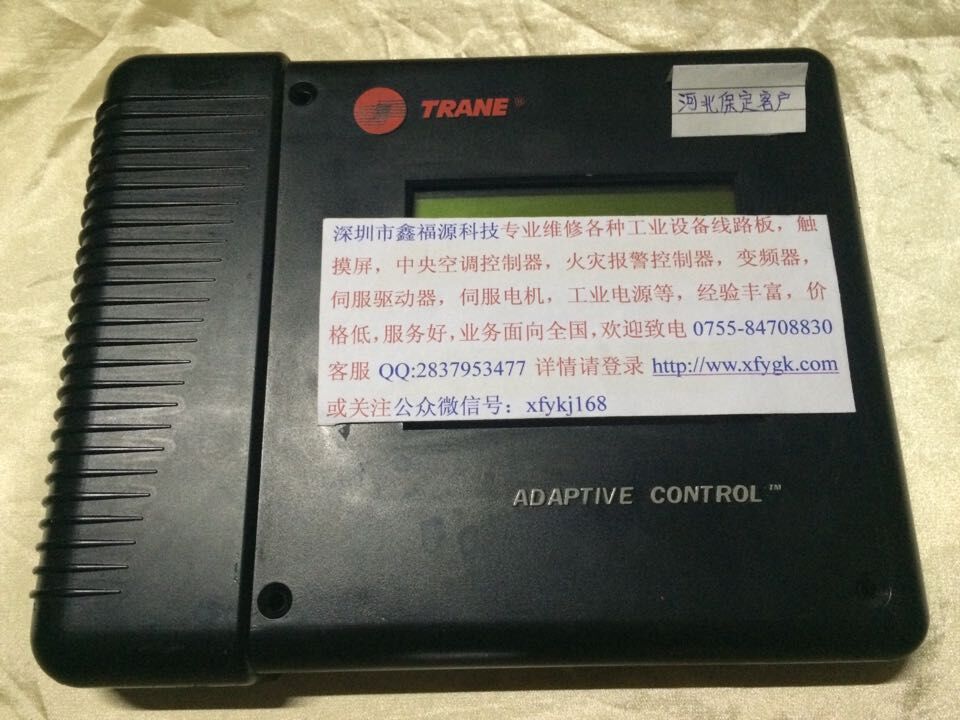 TRANE®
河北保定客户
深圳市鑫福源科技专业维修各种工业设备线路板，触
摸屏，中央空调控制器，火灾报警控制器，变频器，
伺服驱动器，伺服电机，工业电源等，经验丰富，价
格低，服务好，业务面向全国，欢迎致电 0755-84708830
客服 QQ:2837953477 详情请登录 http://ww.xfygk.com
或关注公众微信号：xfykj168
ADAPTIVE CONTROL™